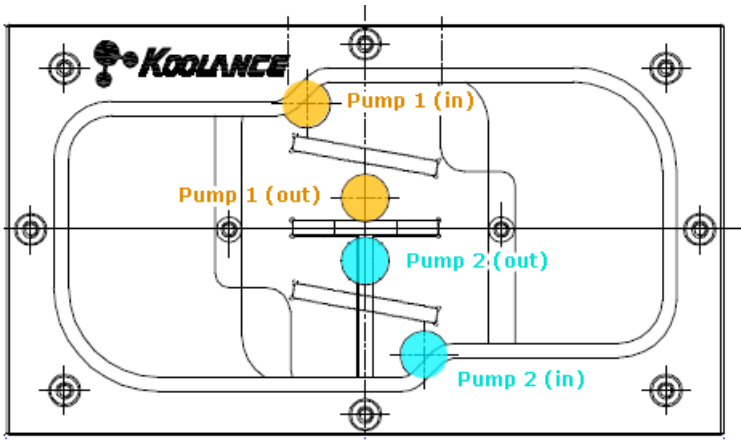 KOOLANCE
Pump 1 (in)
Pump 1 (out)
Pump 2 (out)
Pump 2 (in)